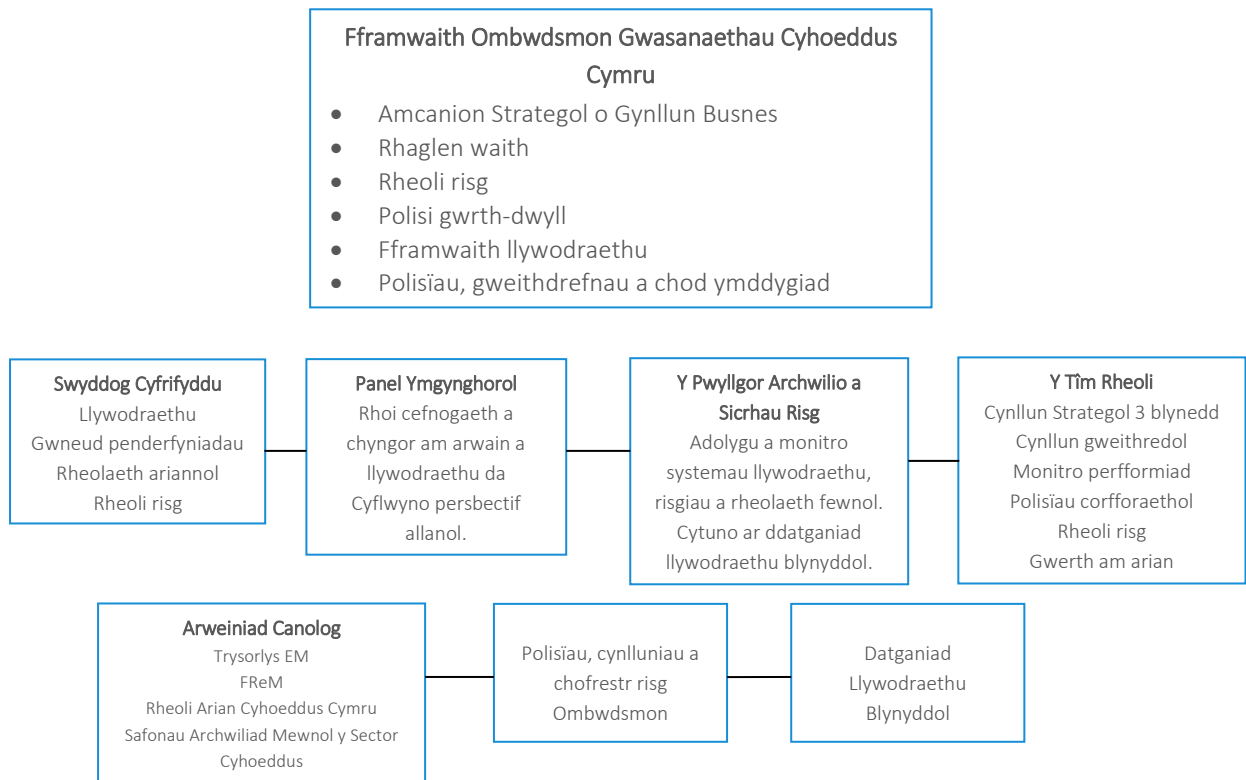 Fframwaith Ombwdsmon Gwasanaethau Cyhoeddus
Cymru
• Amcanion Strategol o Gynllun Busnes
• Rhaglen waith
• Rheoli risg
• Polisi gwrth-dwyll
• Fframwaith llywodraethu
• Polisïau, gweithdrefnau a chod ymddygiad
Swyddog Cyfrifyddu
Llywodraethu
Gwneud penderfyniadau
Rheolaeth ariannol
Rheoli risg
Panel Ymgynghorol
Rhoi cefnogaeth a
chyngor am arwain a
llywodraethu da
Cyflwyno persbectif
allanol.
Y Pwyllgor Archwilio a
Sicrhau Risg
Adolygu a monitro
systemau llywodraethu,
risgiau a rheolaeth fewnol.
Cytuno ar ddatganiad
llywodraethu blynyddol.
Y Tîm Rheoli
Cynllun Strategol 3 blynedd
Cynllun gweithredol
Monitro perfformiad
Polisïau corfforaethol
Rheoli risg
Gwerth am arian
Arweiniad Canolog
Trysorlys EM
FReM
Rheoli Arian Cyhoeddus Cymru
Safonau Archwiliad Mewnol y Sector
Cyhoeddus
Polisïau, cynlluniau a
chofrestr risg
Ombwdsmon
Datganiad
Llywodraethu
Blynyddol